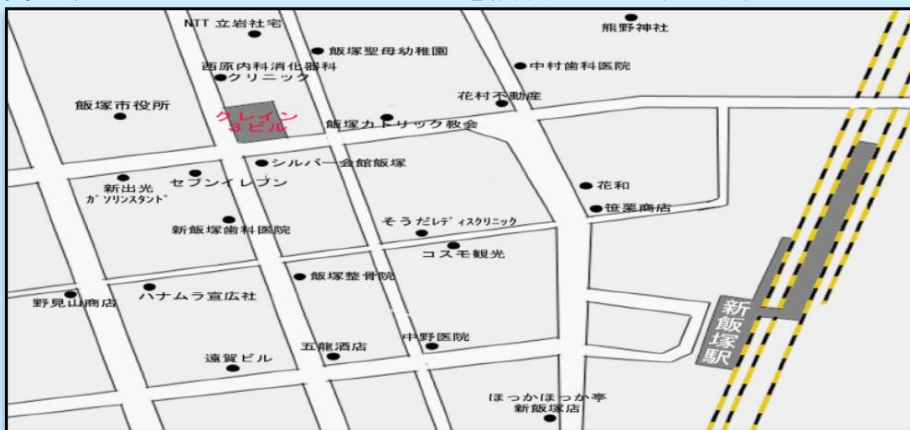 NTT 立岩社宅
飯塚聖母幼稚園
熊野神社
西原内科消化器科
クリニック
中村歯科医院
飯塚市役所
花村不動産
クレイン
3ビル
飯塚カトリック教会
シルバー会館飯塚
新出光
ガソリンスタンド
セブンイレブン
花和
笹栗商店
新飯塚歯科医院
そうだレディスクリニック
コスモ観光
飯塚整骨院
野見山商店
ハナムラ宣広社
新飯塚駅
遠賀ビル
五龍酒店
中野医院
ほっかほっか亭
新飯塚店